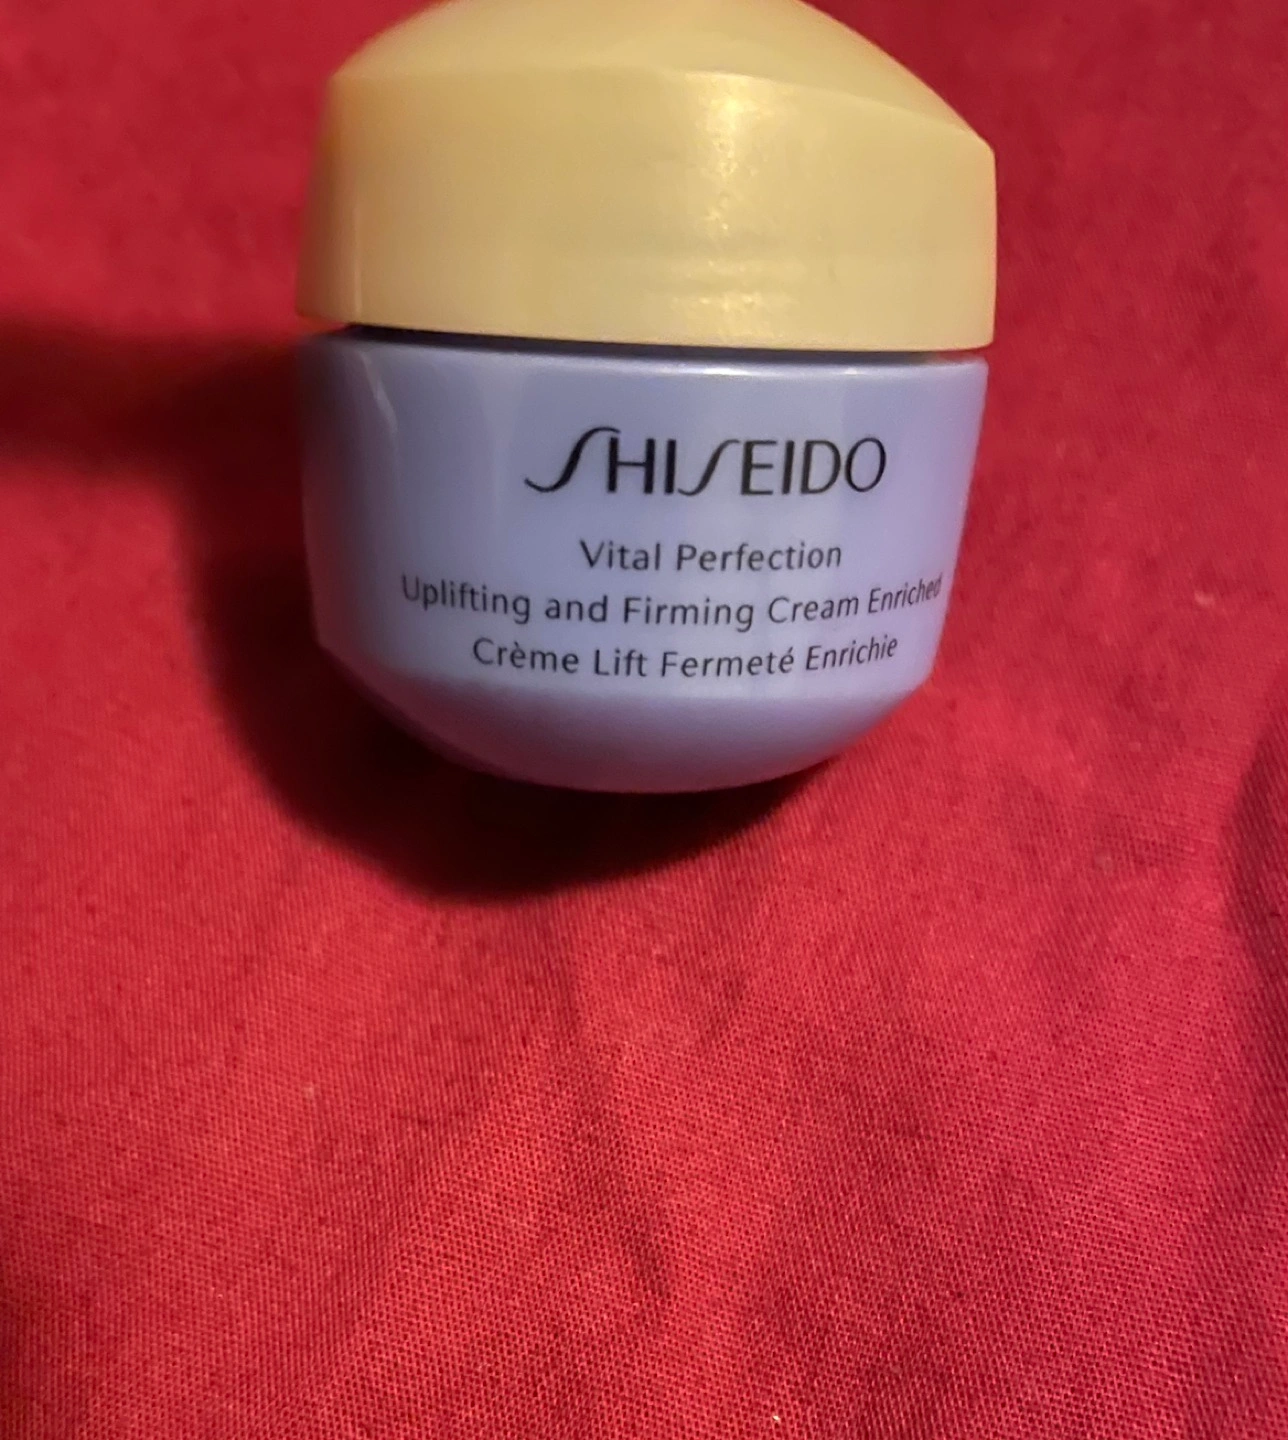 SHISEIDO
Vital Perfection
Uplifting and Firming Cream Enriched
Crème Lift Fermeté Enrichie